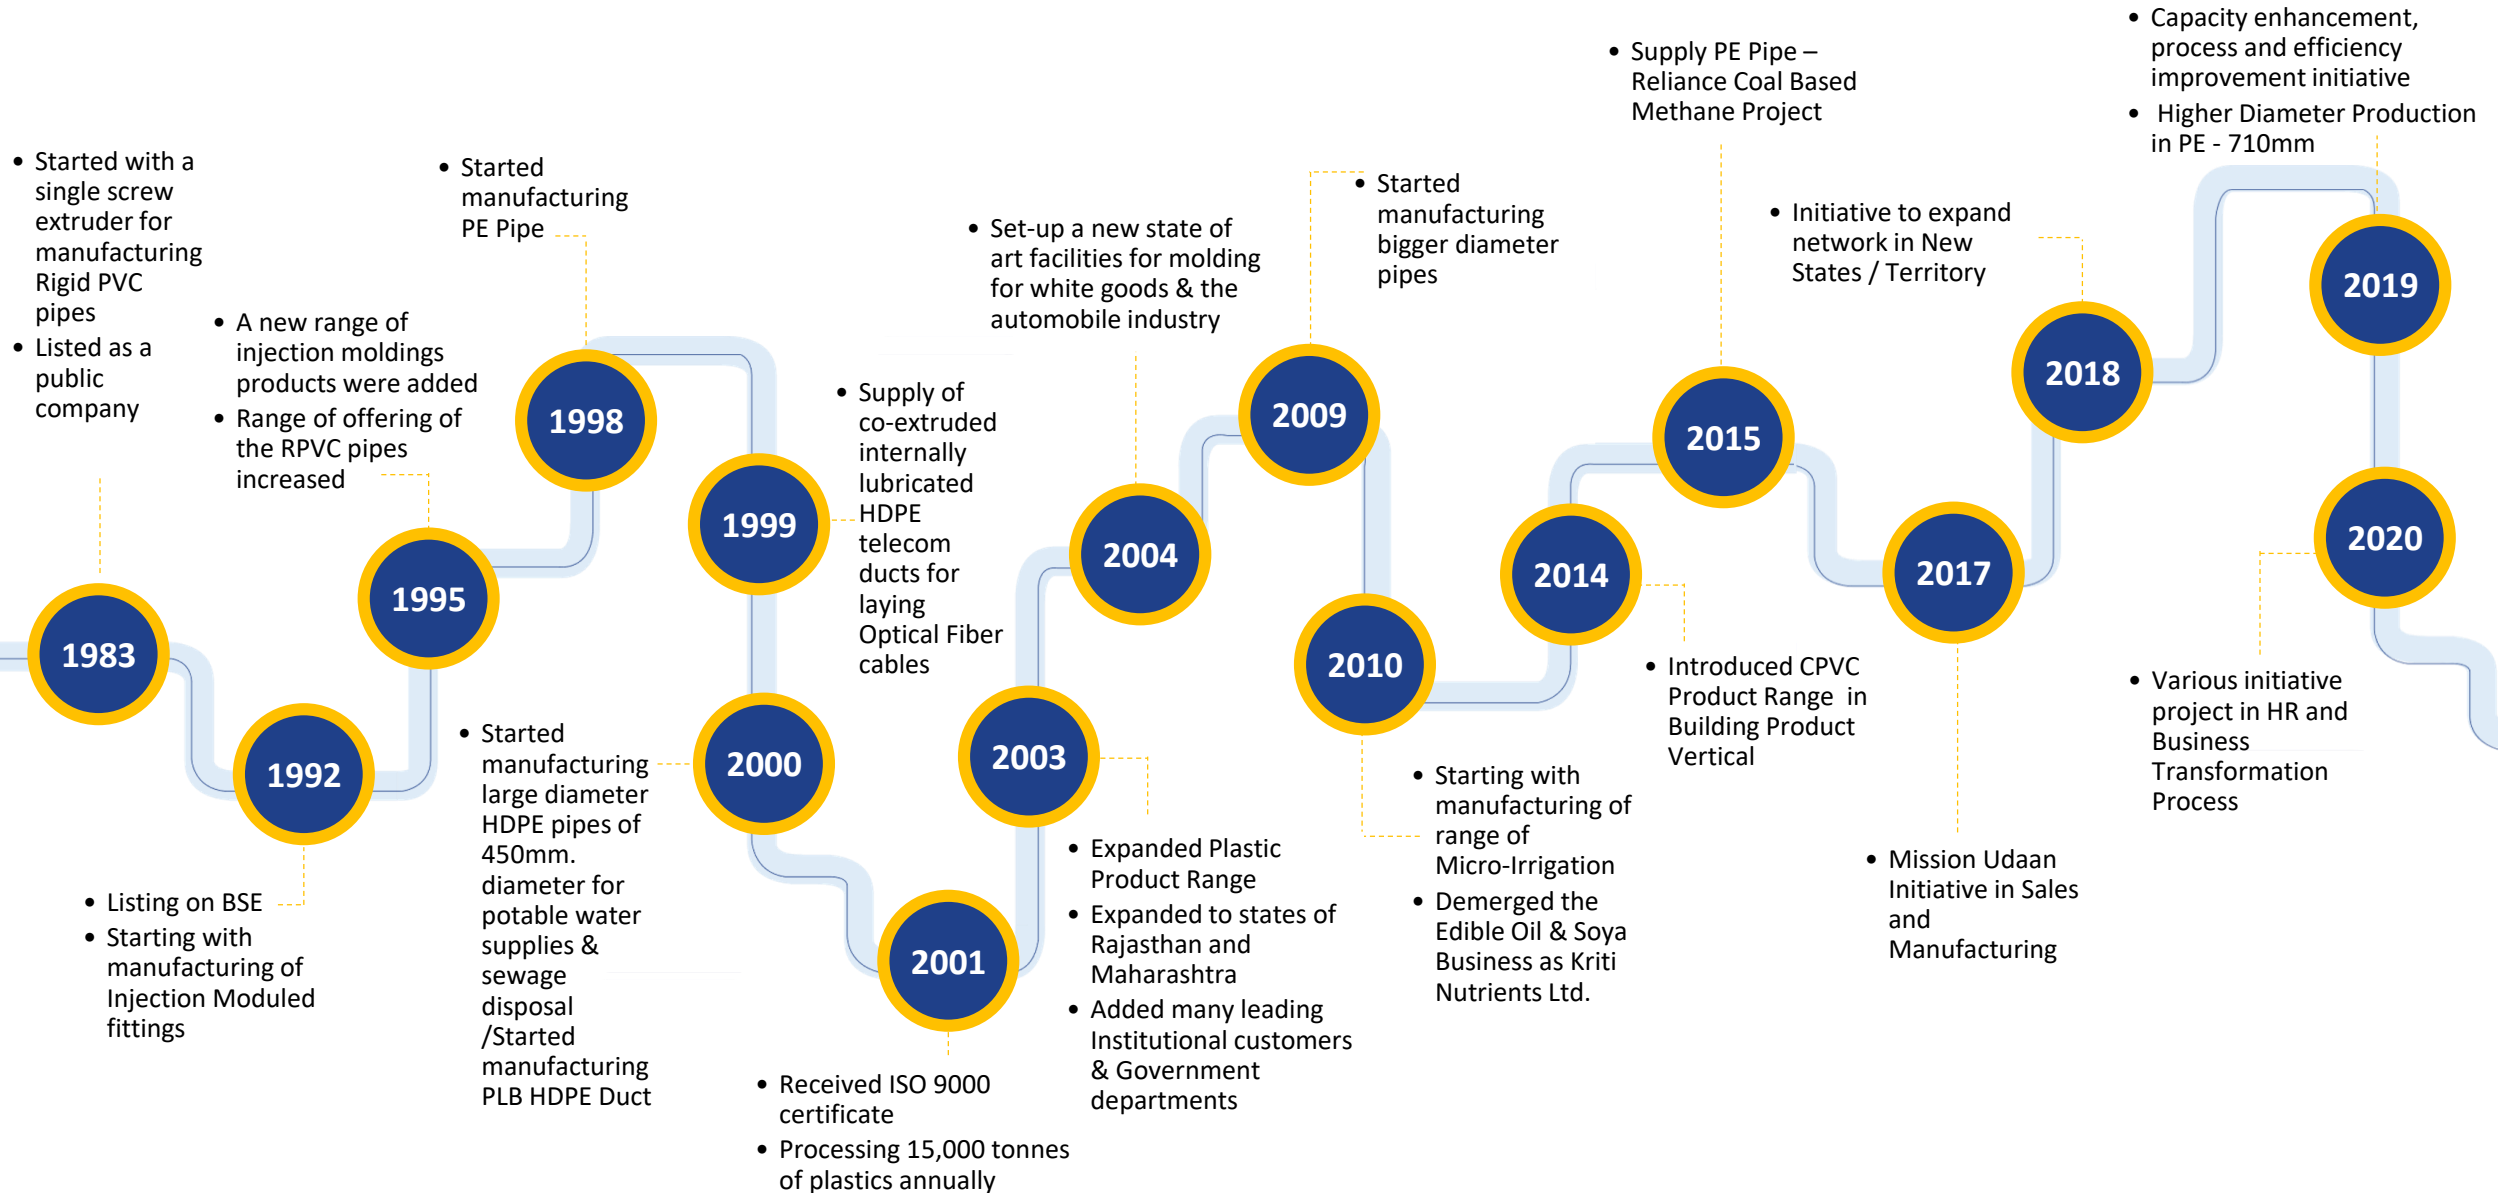 • Started with a
single screw
extruder for
manufacturing
Rigid PVC
pipes
• Listed as a
public
company
1983
1992
• Listing on BSE
• Starting with
manufacturing of
Injection Moduled
fittings
• A new range of
injection moldings
products were added
• Range of offering of
the RPVC pipes
increased
1995
• Started
manufacturing
PE Pipe
1998
1999
• Supply of
co-extruded
internally
lubricated
HDPE
telecom
ducts for
laying
Optical Fiber
cables
2000
• Started
manufacturing
large diameter
HDPE pipes of
450mm.
diameter for
potable water
supplies &
sewage
disposal
/Started
manufacturing
PLB HDPE Duct
2001
• Received ISO 9000
certificate
• Processing 15,000 tonnes
of plastics annually
2003
• Expanded Plastic
Product Range
• Expanded to states of
Rajasthan and
Maharashtra
• Added many leading
Institutional customers
& Government
departments
• Set-up a new state of
art facilities for molding
for white goods & the
automobile industry
2004
• Started
manufacturing
bigger diameter
pipes
2009
2010
• Starting with
manufacturing of
range of
Micro-Irrigation
• Demerged the
Edible Oil & Soya
Business as Kriti
Nutrients Ltd.
2014
• Introduced CPVC
Product Range in
Building Product
Vertical
• Supply PE Pipe –
Reliance Coal Based
Methane Project
2015
2017
• Mission Udaan
Initiative in Sales
and
Manufacturing
• Initiative to expand
network in New
States / Territory
2018
• Capacity enhancement,
process and efficiency
improvement initiative
• Higher Diameter Production
in PE - 710mm
2019
2020
• Various initiative
project in HR and
Business
Transformation
Process